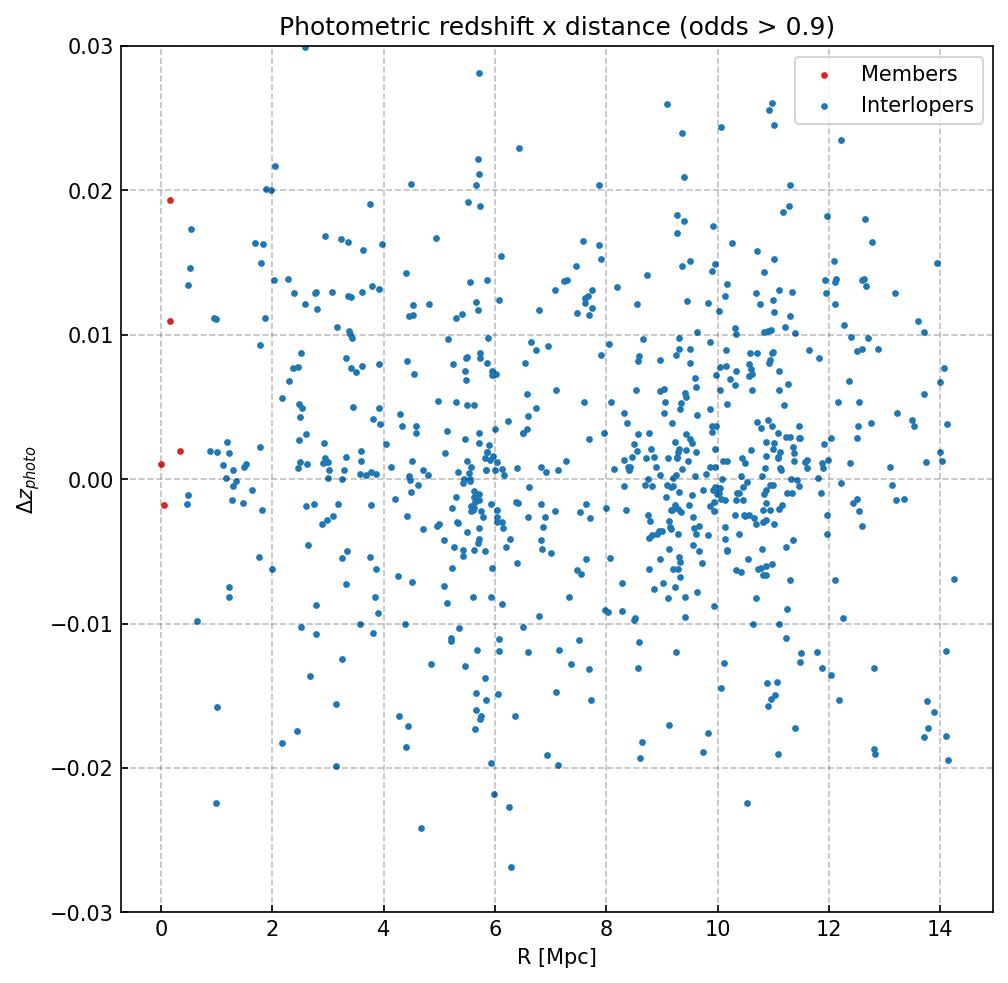 Photometric redshift x distance (odds > 0.9)
0.03
0.02
0.01
0.00
−0.01
−0.02
−0.03
Δz_photo
Members
Interlopers
0 2 4 6 8 10 12 14
R [Mpc]